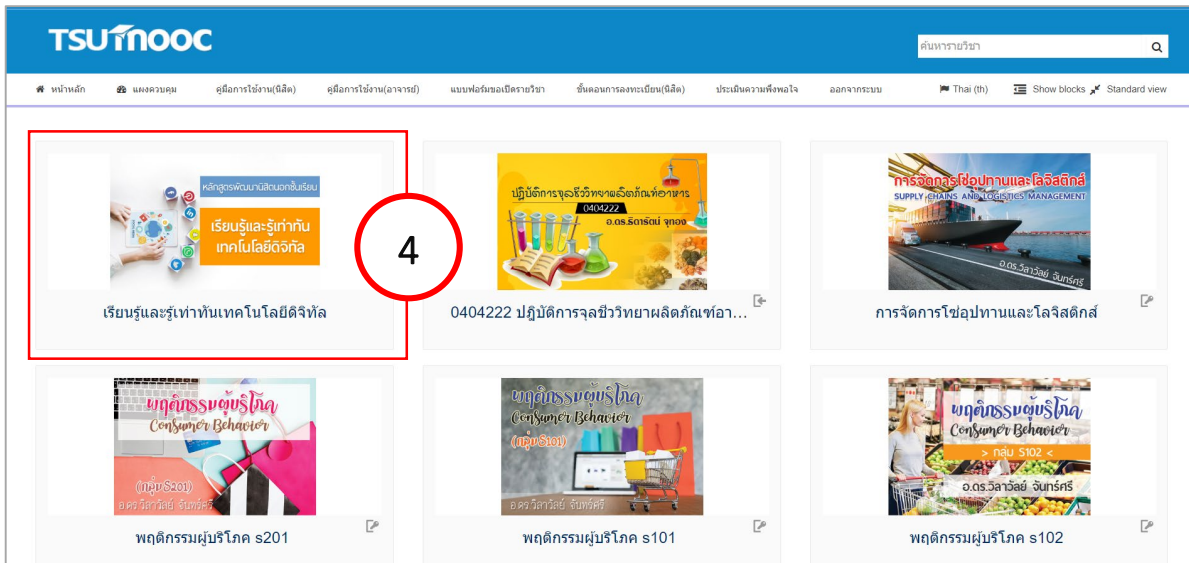 TSUmooc
ค้นหารายวิชา
หน้าหลัก แผงควบคุม คู่มือการใช้งาน(นิสิต) คู่มือการใช้งาน(อาจารย์) แบบฟอร์มขอเปิดรายวิชา ขั้นตอนการลงทะเบียน(นิสิต) ประเมินความพึงพอใจ ออกจากระบบ Thai (th) Show blocks Standard view
หลักสูตรพัฒนานิสิตนอกชั้นเรียน
เรียนรู้และรู้เท่าทัน
เทคโนโลยีดิจิทัล
เรียนรู้และรู้เท่าทันเทคโนโลยีดิจิทัล
4
ปฏิบัติการจุลชีววิทยาผลิตภัณฑ์อาหาร
0404222
อ.ดร.ธิดารัตน์ จุทอง
0404222 ปฏิบัติการจุลชีววิทยาผลิตภัณฑ์อา...
การจัดการโซ่อุปทานและโลจิสติกส์
SUPPLY CHAINS AND LOGISTICS MANAGEMENT
อ.ดร.วิลาวัลย์ จันทร์ศรี
การจัดการโซ่อุปทานและโลจิสติกส์
พฤติกรรมผู้บริโภค
Consumer Behavior
(กลุ่มS201)
อ.ดร.วิลาวัลย์ จันทร์ศรี
พฤติกรรมผู้บริโภค s201
พฤติกรรมผู้บริโภค
Consumer Behavior
(กลุ่มS101)
อ.ดร.วิลาวัลย์ จันทร์ศรี
พฤติกรรมผู้บริโภค s101
พฤติกรรมผู้บริโภค
Consumer Behavior
> กลุ่ม S102 <
อ.ดร.วิลาวัลย์ จันทร์ศรี
พฤติกรรมผู้บริโภค s102